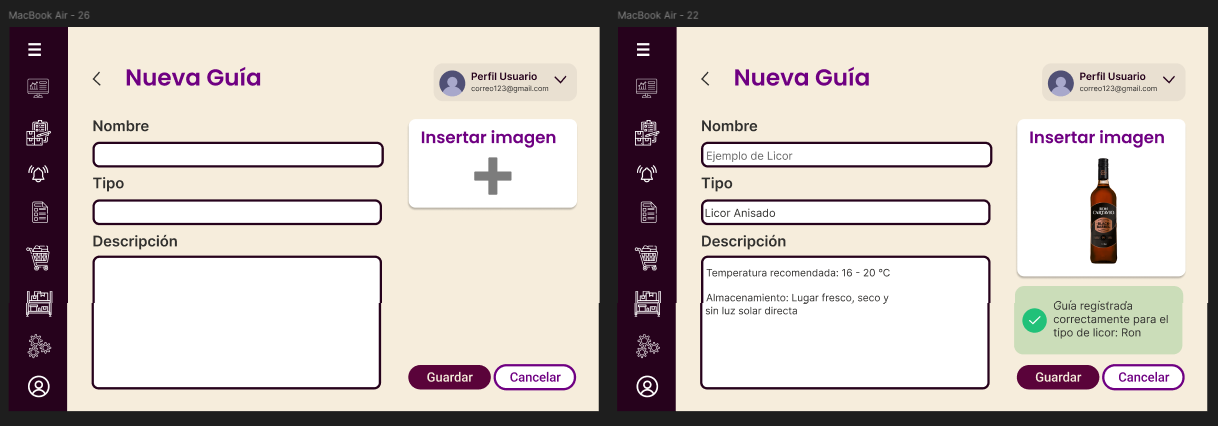 MacBook Air - 26
Nueva Guía
Perfil Usuario
correo123@gmail.com
Nombre
Insertar imagen
Tipo
Descripción
Guardar
Cancelar
MacBook Air - 22
Nueva Guía
Perfil Usuario
correo123@gmail.com
Nombre
Ejemplo de Licor
Insertar imagen
Tipo
Licor Anisado
Descripción
Temperatura recomendada: 16 - 20 °C
Almacenamiento: Lugar fresco, seco y
sin luz solar directa
Guía registrada
correctamente para el
tipo de licor: Ron
Guardar
Cancelar